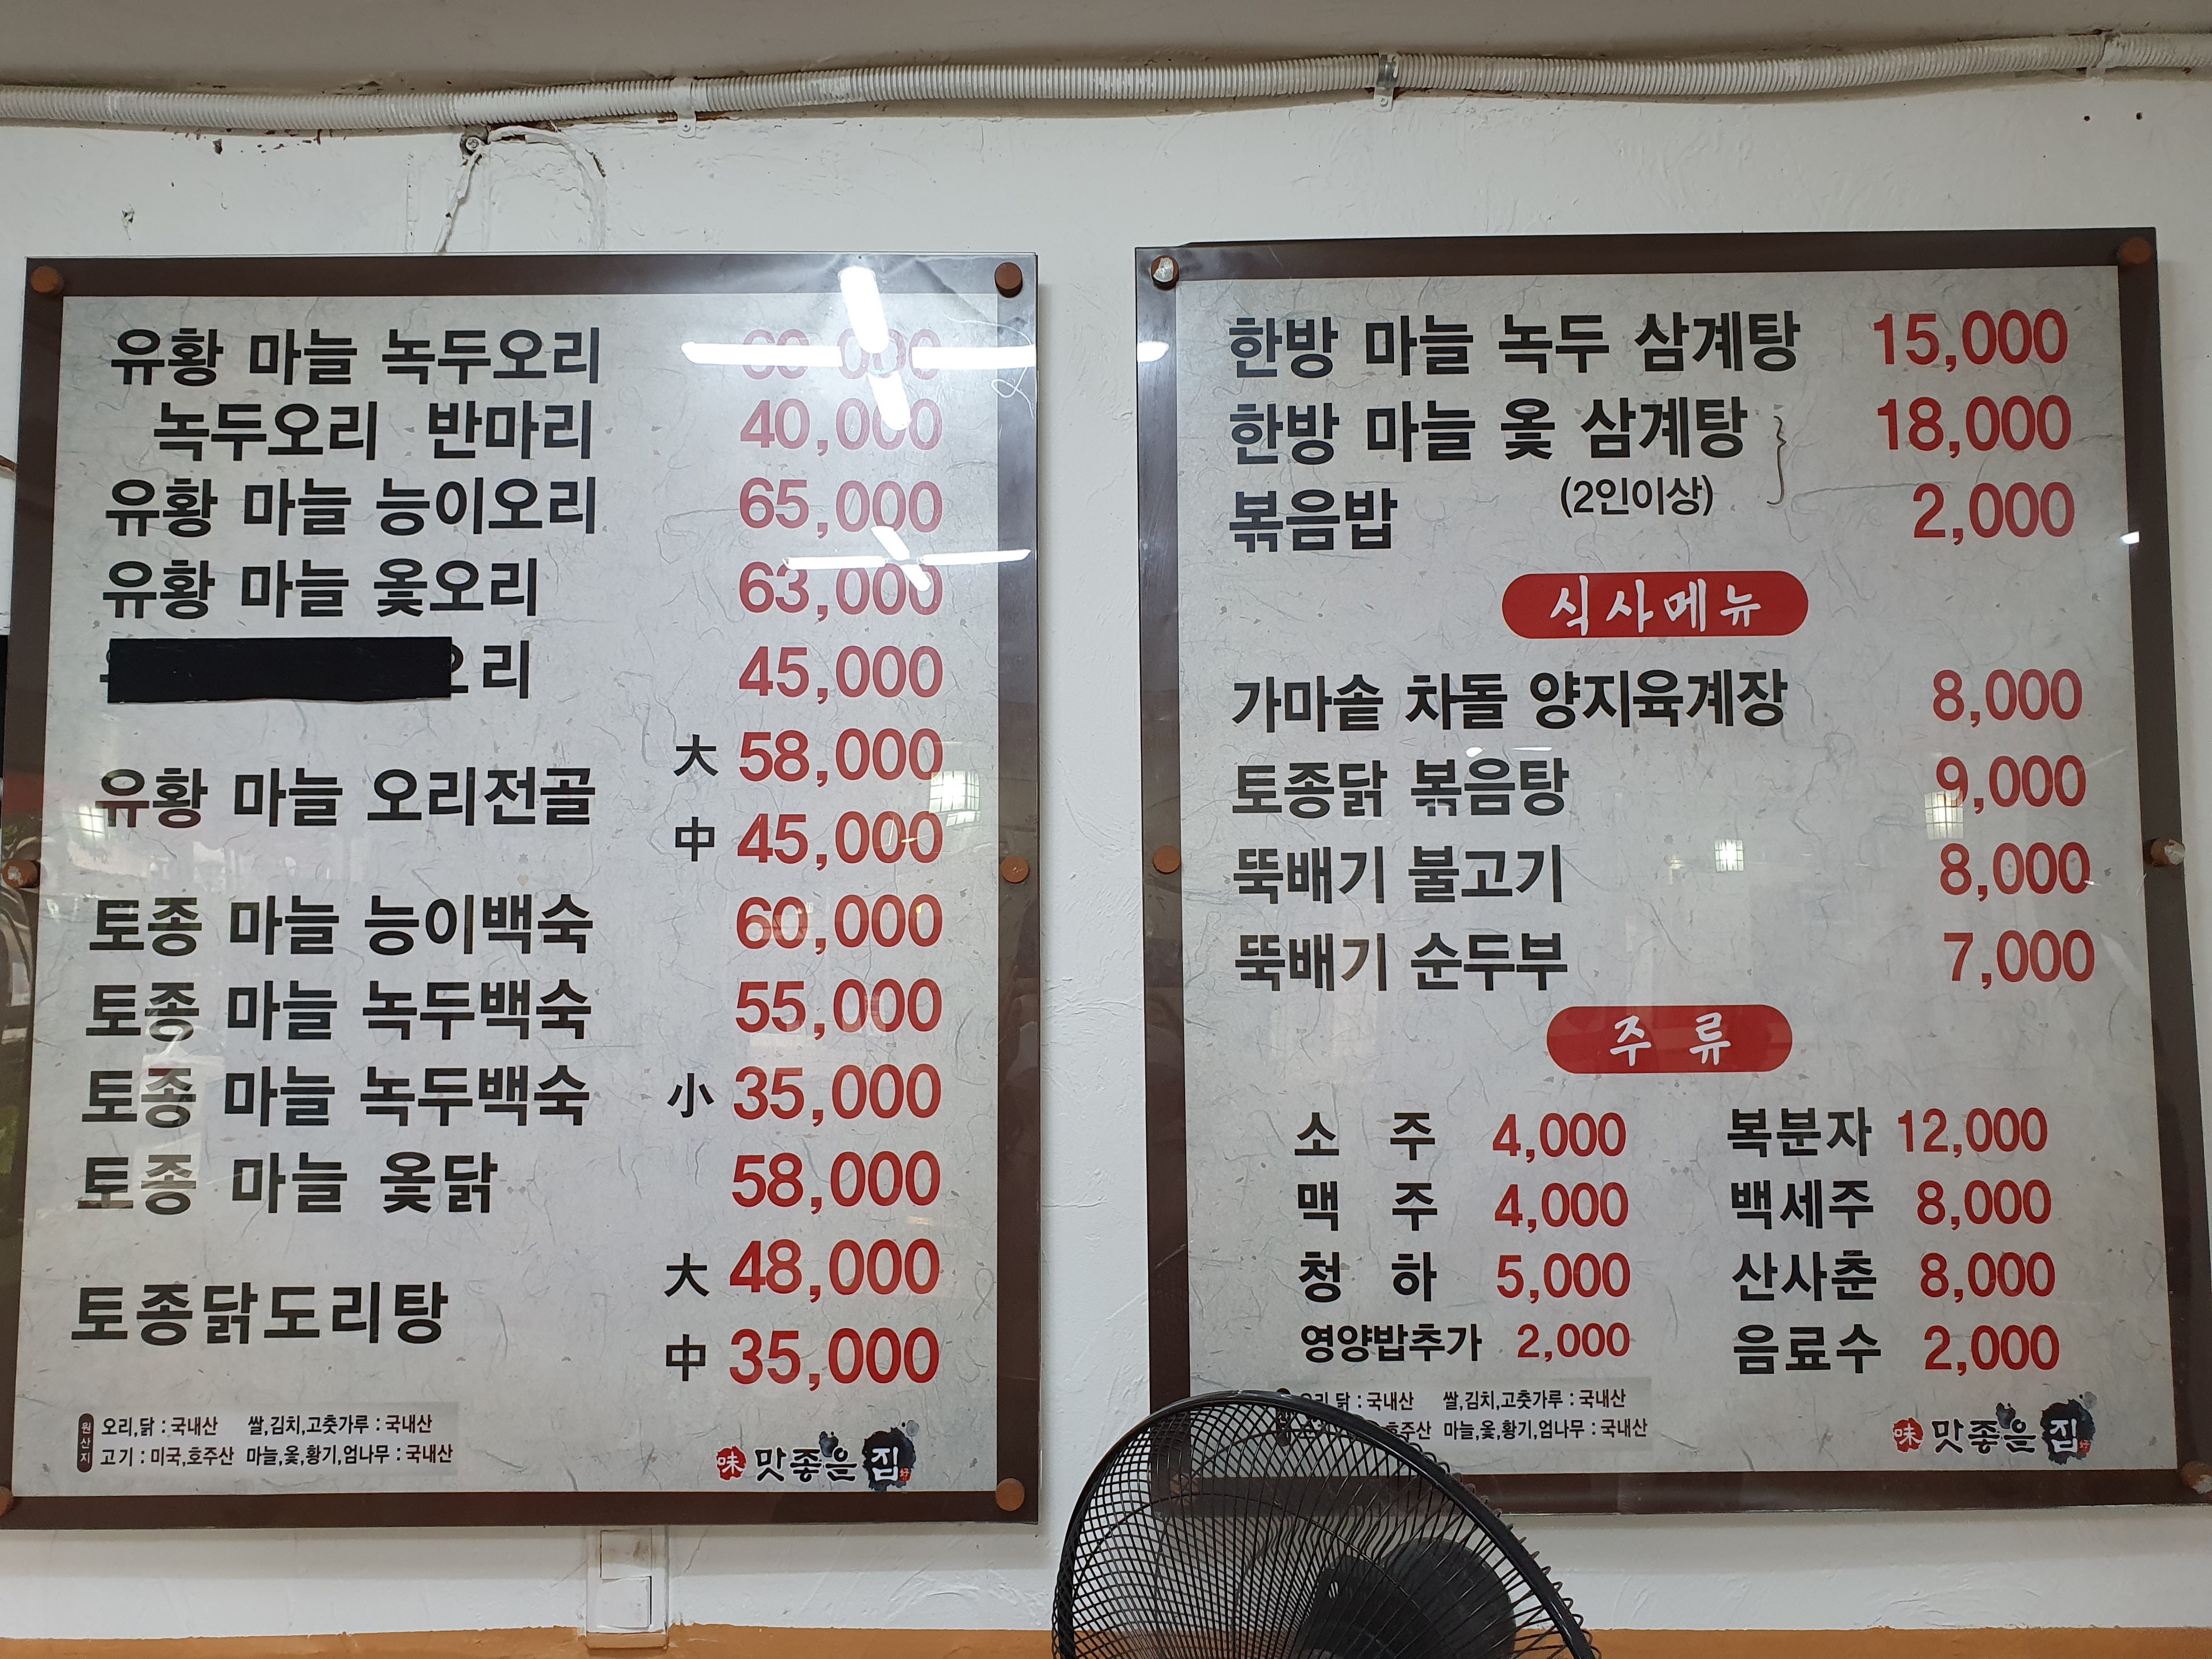 유황 마늘 녹두오리 60,000
녹두오리 반마리 40,000
유황 마늘 능이오리 65,000
유황 마늘 옻오리 63,000
오리 45,000
유황 마늘 오리전골 大 58,000
中 45,000
토종 마늘 능이백숙 60,000
토종 마늘 녹두백숙 55,000
토종 마늘 녹두백숙 小 35,000
토종 마늘 옻닭 58,000
토종닭도리탕 大 48,000
中 35,000
원산지
오리,닭 : 국내산 쌀,김치,고춧가루 : 국내산
고기 : 미국,호주산 마늘,옻,황기,엄나무 : 국내산
味 맛좋은 집
한방 마늘 녹두 삼계탕 15,000
한방 마늘 옻 삼계탕 18,000
(2인이상)
볶음밥 2,000
식사메뉴
가마솥 차돌 양지육계장 8,000
토종닭 볶음탕 9,000
뚝배기 불고기 8,000
뚝배기 순두부 7,000
주 류
소 주 4,000 복분자 12,000
맥 주 4,000 백세주 8,000
청 하 5,000 산사춘 8,000
영양밥추가 2,000 음료수 2,000
오리,닭 : 국내산 쌀,김치,고춧가루 : 국내산
호주산 마늘,옻,황기,엄나무 : 국내산
味 맛좋은 집